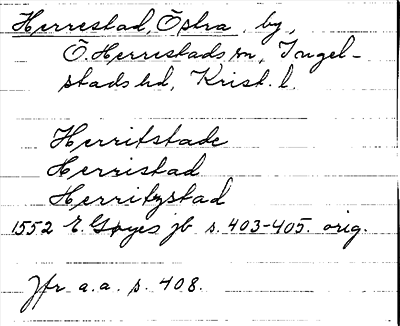 Herrestad, Östra, by,
Ö. Herrestads sn, Ingel-
stads hd, Krist. l.
Herritstade
Herristad
Herritzstad
1552 E. Gøyes jb s. 403-405. orig.
Jfr a.a. s. 408.